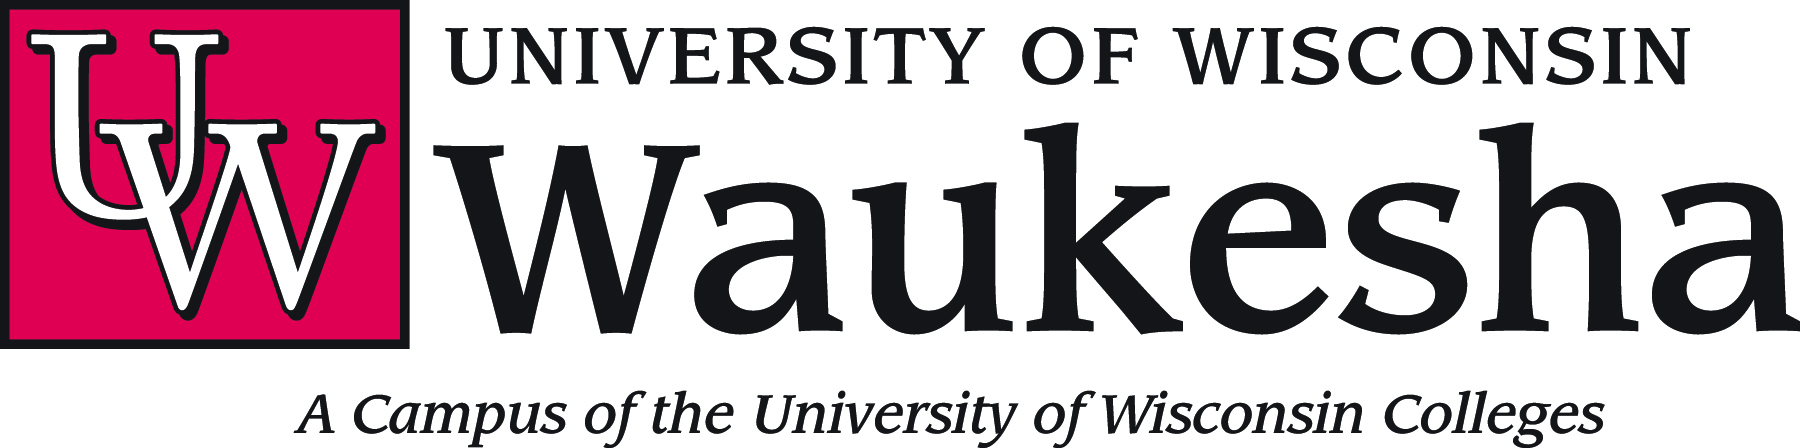 UW
UNIVERSITY OF WISCONSIN
Waukesha
A Campus of the University of Wisconsin Colleges